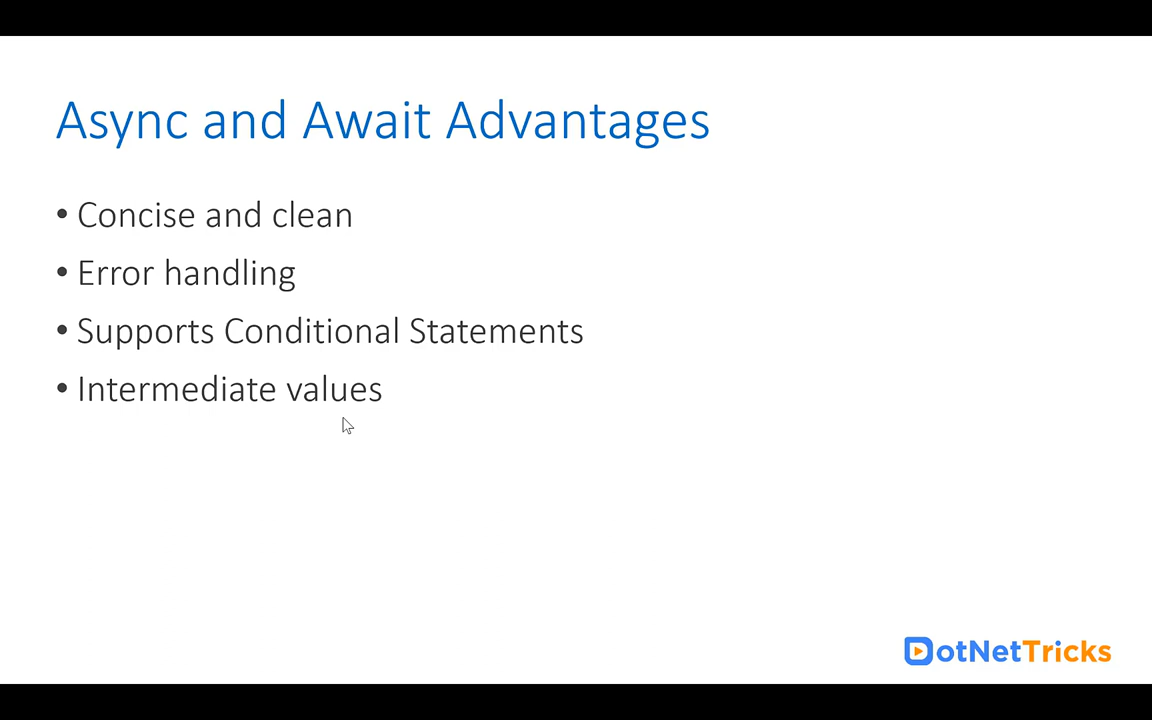 Async and Await Advantages
• Concise and clean
• Error handling
• Supports Conditional Statements
• Intermediate values
DotNetTricks